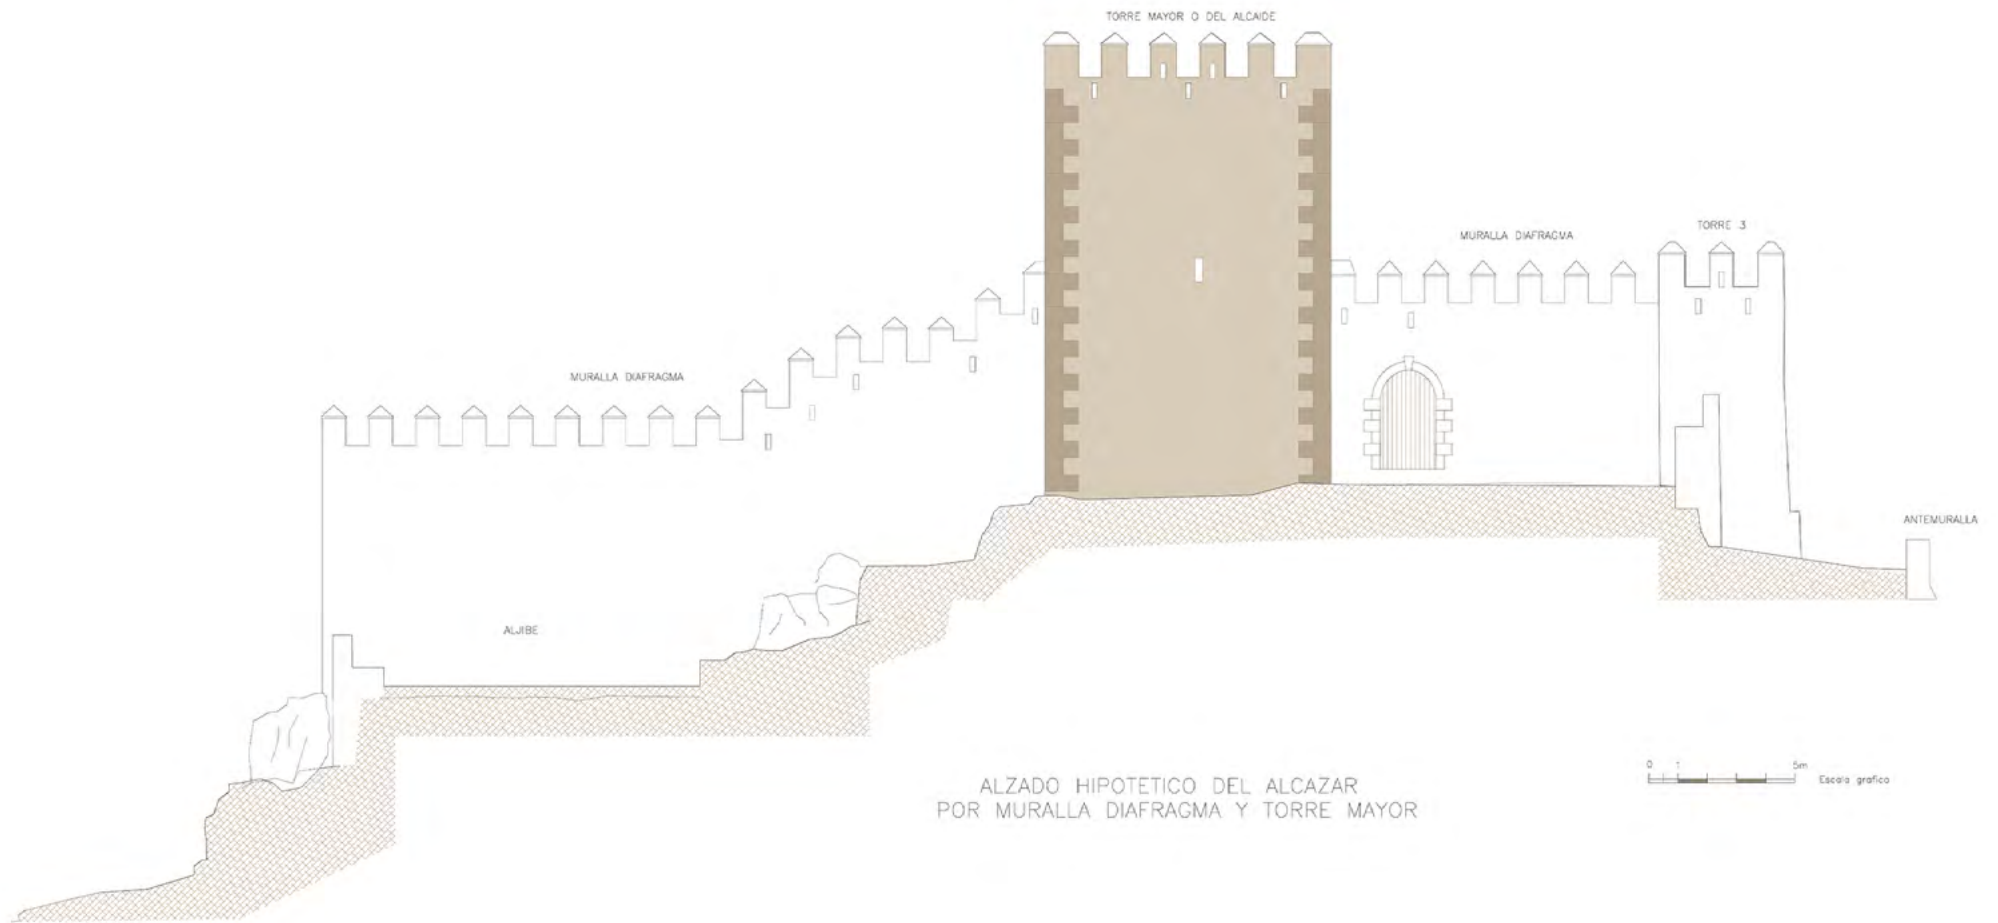 TORRE MAYOR O DEL ALCAIDE
TORRE 3
MURALLA DIAFRAGMA
MURALLA DIAFRAGMA
ANTEMURALLA
ALJIBE
ALZADO HIPOTETICO DEL ALCAZAR
POR MURALLA DIAFRAGMA Y TORRE MAYOR
0 1 5m
Escala grafico